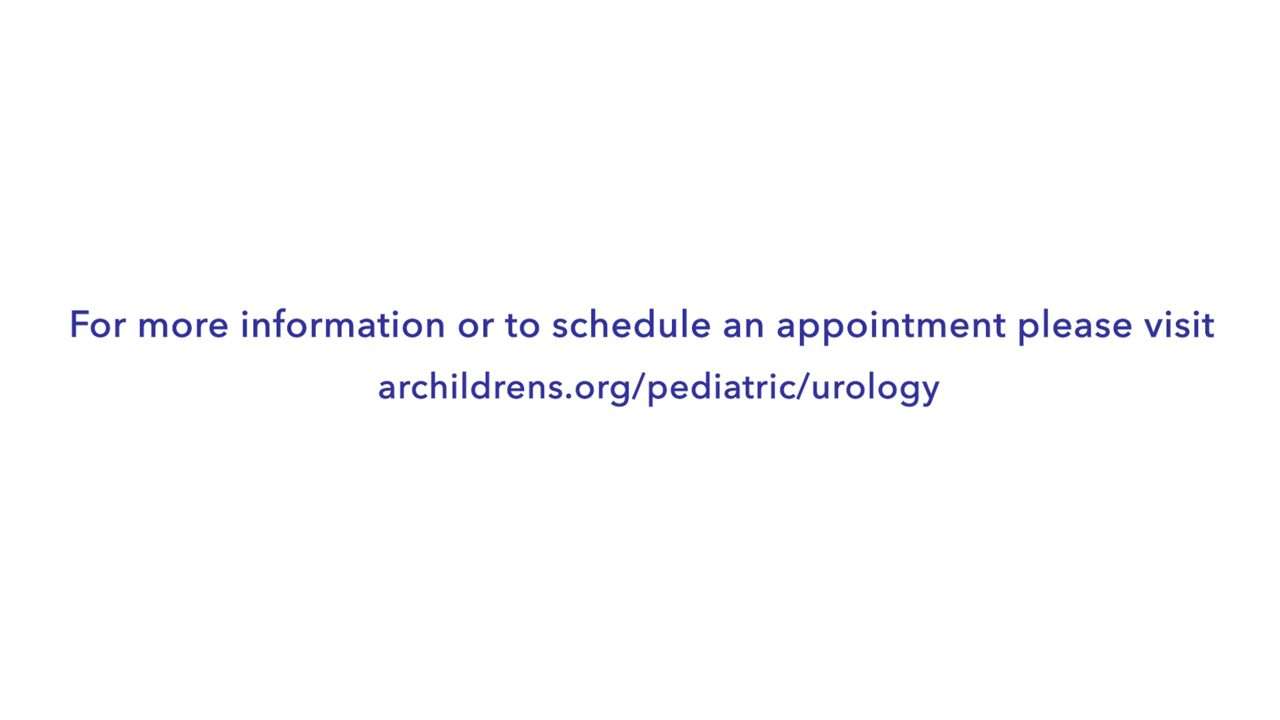 For more information or to schedule an appointment please visit
archildrens.org/pediatric/urology